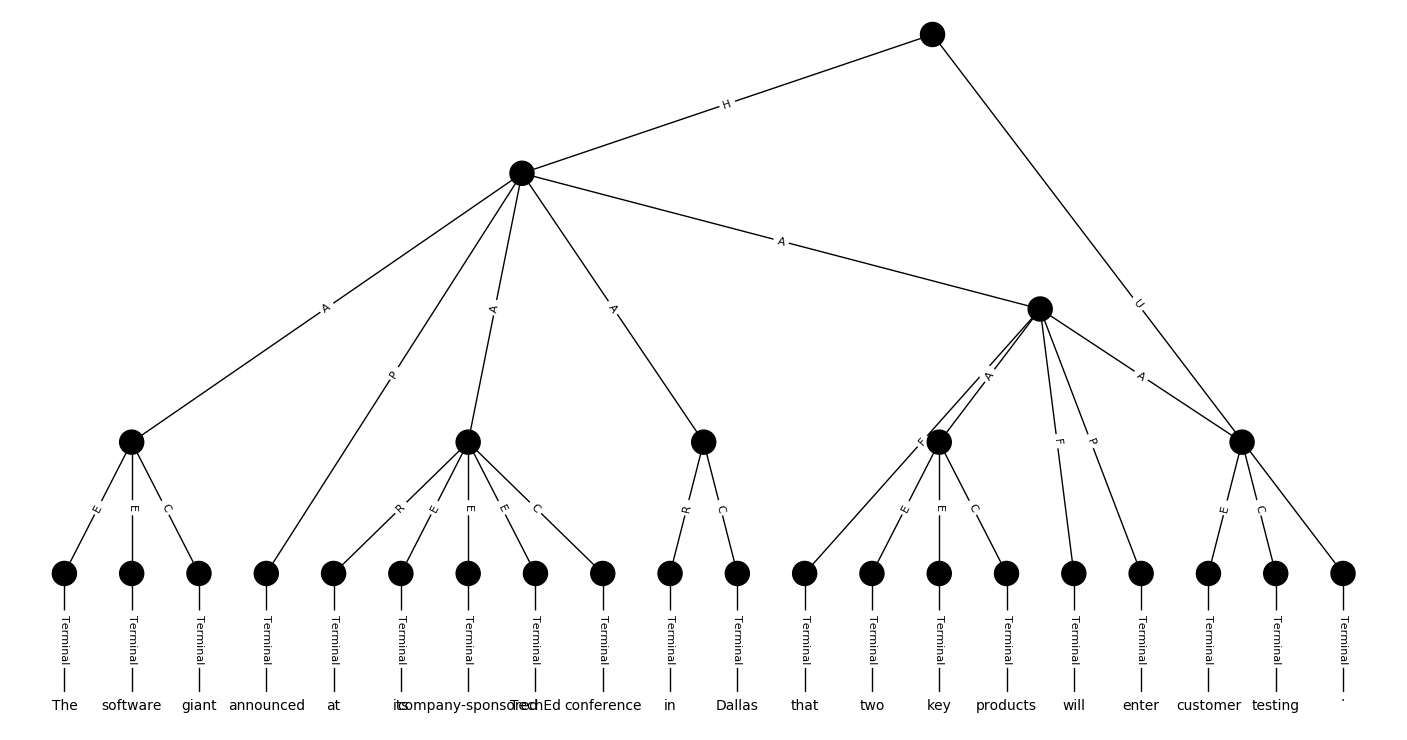 H
A
A
A
A
U
P
A
A
F
F
P
E
E
C
R
E
E
E
C
R
C
E
E
C
E
C
Terminal Terminal Terminal Terminal Terminal Terminal Terminal Terminal Terminal Terminal Terminal Terminal Terminal Terminal Terminal Terminal Terminal Terminal Terminal Terminal
The software giant announced at its company-sponsored TechEd conference in Dallas that two key products will enter customer testing .